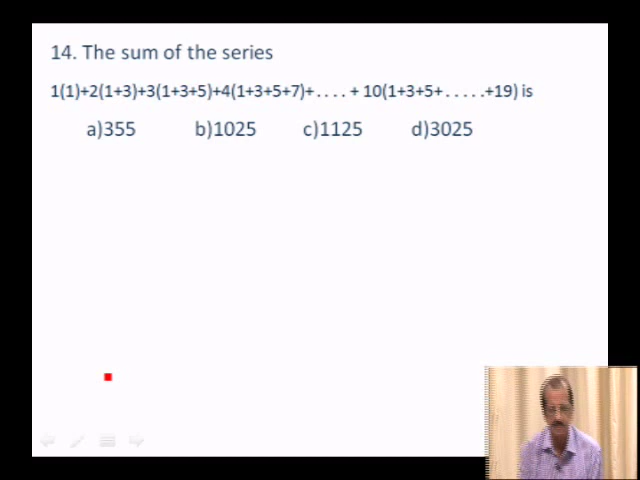 14. The sum of the series
1(1)+2(1+3)+3(1+3+5)+4(1+3+5+7)+. . . . + 10(1+3+5+. . . . .+19) is
a)355 b)1025 c)1125 d)3025